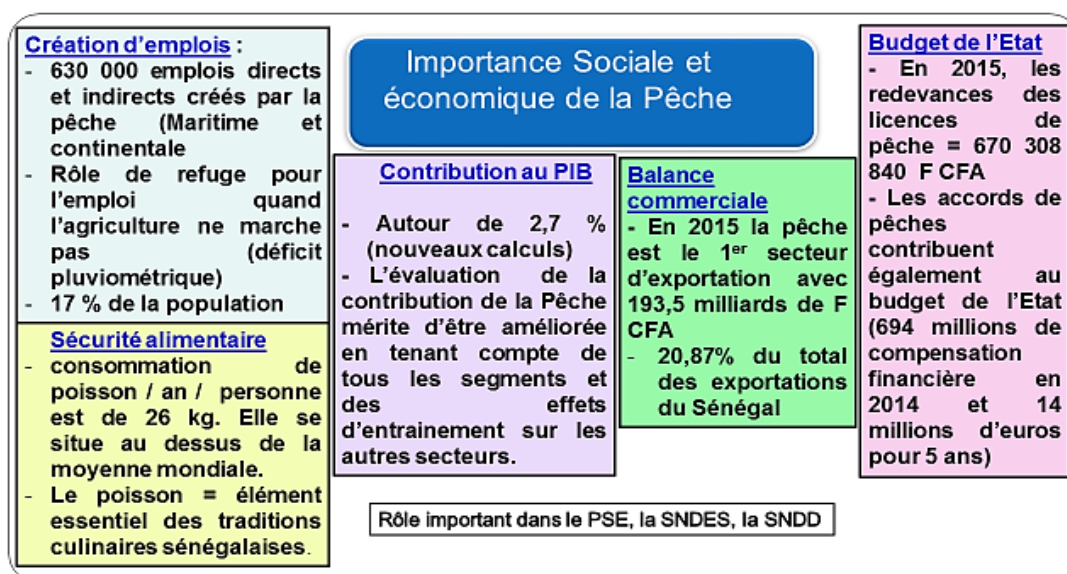 Importance Sociale et
économique de la Pêche
Création d’emplois :
- 630 000 emplois directs
et indirects créés par la
pêche (Maritime et
continentale
- Rôle de refuge pour
l’emploi quand
l’agriculture ne marche
pas (déficit
pluviométrique)
- 17 % de la population
Sécurité alimentaire
- consommation de
poisson / an / personne
est de 26 kg. Elle se
situe au dessus de la
moyenne mondiale.
- Le poisson = élément
essentiel des traditions
culinaires sénégalaises.
Contribution au PIB
- Autour de 2,7 %
(nouveaux calculs)
- L’évaluation de la
contribution de la Pêche
mérite d’être améliorée
en tenant compte de
tous les segments et
des effets
d’entrainement sur les
autres secteurs.
Balance
commerciale
- En 2015 la pêche
est le 1er secteur
d’exportation avec
193,5 milliards de F
CFA
- 20,87% du total
des exportations
du Sénégal
Budget de l’Etat
- En 2015, les
redevances des
licences de
pêche = 670 308
840 F CFA
- Les accords de
pêches
contribuent
également au
budget de l’Etat
(694 millions de
compensation
financière en
2014 et 14
millions d’euros
pour 5 ans)
Rôle important dans le PSE, la SNDES, la SNDD